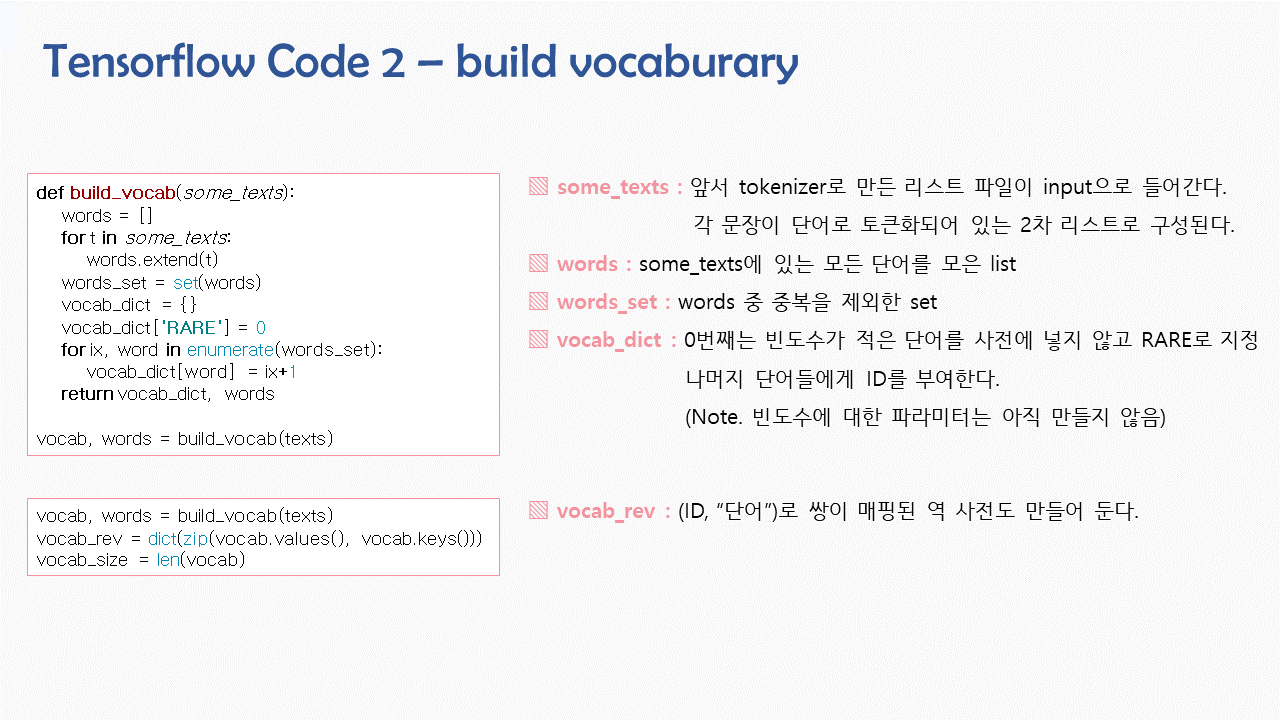 Tensorflow Code 2 – build vocaburary
def build_vocab(some_texts):
words = []
for t in some_texts:
words.extend(t)
words_set = set(words)
vocab_dict = {}
vocab_dict['RARE'] = 0
for ix, word in enumerate(words_set):
vocab_dict[word] = ix+1
return vocab_dict, words
vocab, words = build_vocab(texts)
some_texts : 앞서 tokenizer로 만든 리스트 파일이 input으로 들어간다.
각 문장이 단어로 토큰화되어 있는 2차 리스트로 구성된다.
words : some_texts에 있는 모든 단어를 모은 list
words_set : words 중 중복을 제외한 set
vocab_dict : 0번째는 빈도수가 적은 단어를 사전에 넣지 않고 RARE로 지정
나머지 단어들에게 ID를 부여한다.
(Note. 빈도수에 대한 파라미터는 아직 만들지 않음)
vocab, words = build_vocab(texts)
vocab_rev = dict(zip(vocab.values(), vocab.keys()))
vocab_size = len(vocab)
vocab_rev : (ID, “단어”)로 쌍이 매핑된 역 사전도 만들어 둔다.